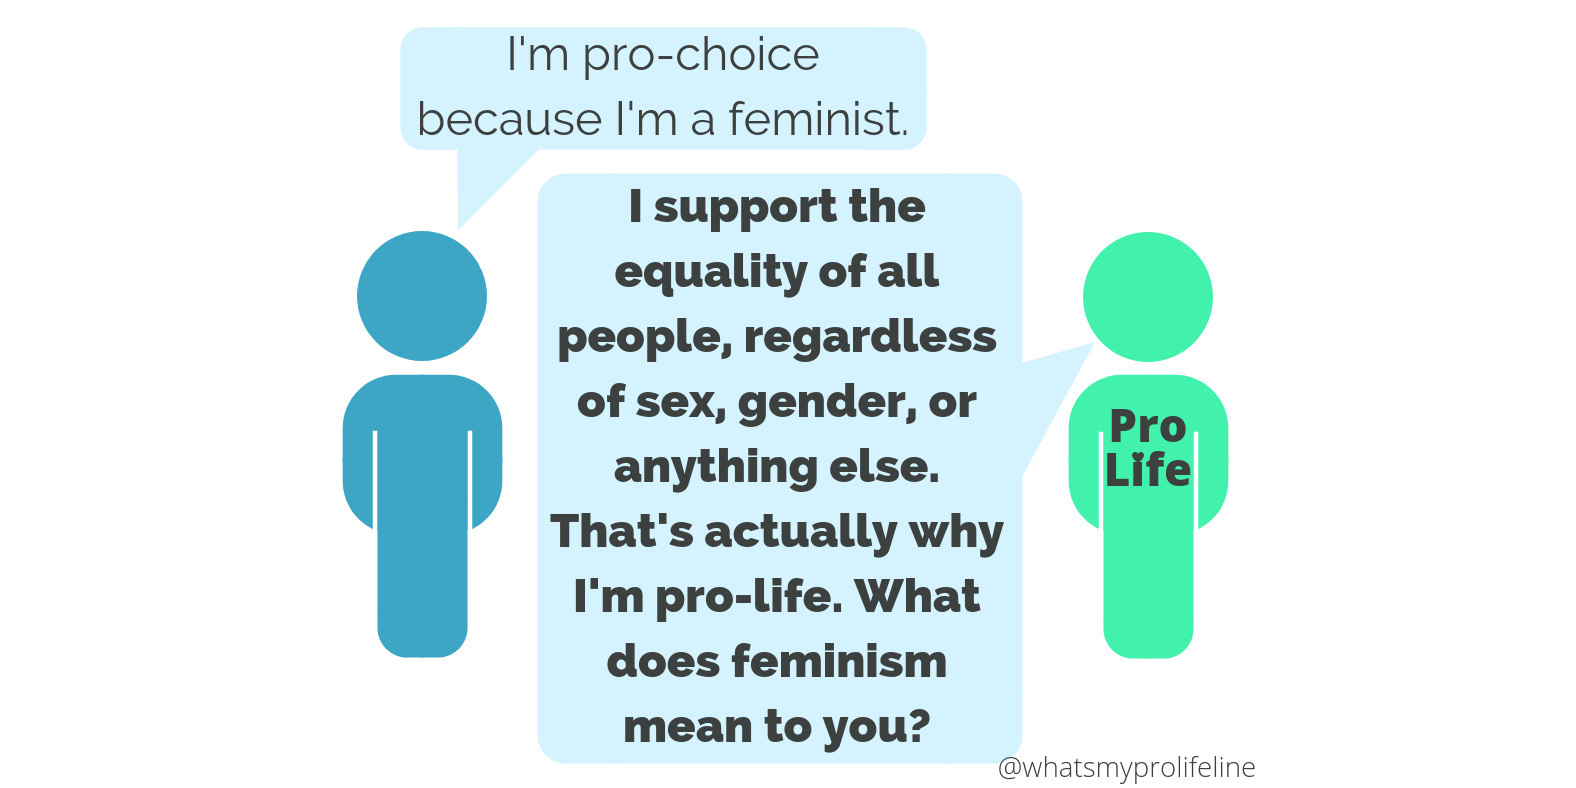 I'm pro-choice
because I'm a feminist.
I support the
equality of all
people, regardless
of sex, gender, or
anything else.
That's actually why
I'm pro-life. What
does feminism
mean to you?
Pro
Life
@whatsmyprolifeline